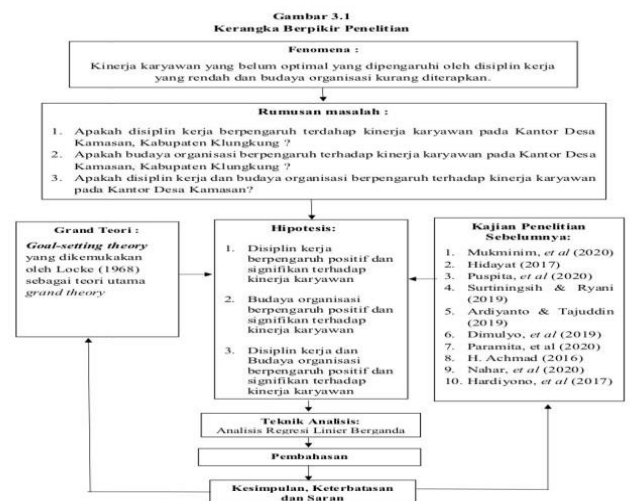 Gambar 3.1
Kerangka Berpikir Penelitian
Fenomena :
Kinerja karyawan yang belum optimal yang dipengaruhi oleh disiplin kerja
yang rendah dan budaya organisasi kurang diterapkan.
Rumusan masalah :
1. Apakah disiplin kerja berpengaruh terdahap kinerja karyawan pada Kantor Desa
Kamasan, Kabupaten Klungkung ?
2. Apakah budaya organisasi berpengaruh terhadap kinerja karyawan pada Kantor Desa
Kamasan, Kabupaten Klungkung ?
3. Apakah disiplin kerja dan budaya organisasi berpengaruh terhadap kinerja karyawan
pada Kantor Desa Kamasan?
Grand Teori :
Goal-setting theory
yang dikemukakan
oleh Locke (1968)
sebagai teori utama
grand theory
Hipotesis:
1. Disiplin kerja
berpengaruh positif dan
signifikan terhadap
kinerja karyawan
2. Budaya organisasi
berpengaruh positif dan
signifikan terhadap
kinerja karyawan
3. Disiplin kerja dan
Budaya organisasi
berpengaruh positif dan
signifikan terhadap
kinerja karyawan
Kajian Penelitian
Sebelumnya:
1. Mukminim, et al (2020)
2. Hidayat (2017)
3. Puspita, et al (2020)
4. Surtiningsih & Ryani
(2019)
5. Ardiyanto & Tajuddin
(2019)
6. Dimulyo, et al (2019)
7. Paramita, et al (2020)
8. H. Achmad (2016)
9. Nahar, et al (2020)
10. Hardiyono, et al (2017)
Teknik Analisis:
Analisis Regresi Linier Berganda
Pembahasan
Kesimpulan, Keterbatasan
dan Saran